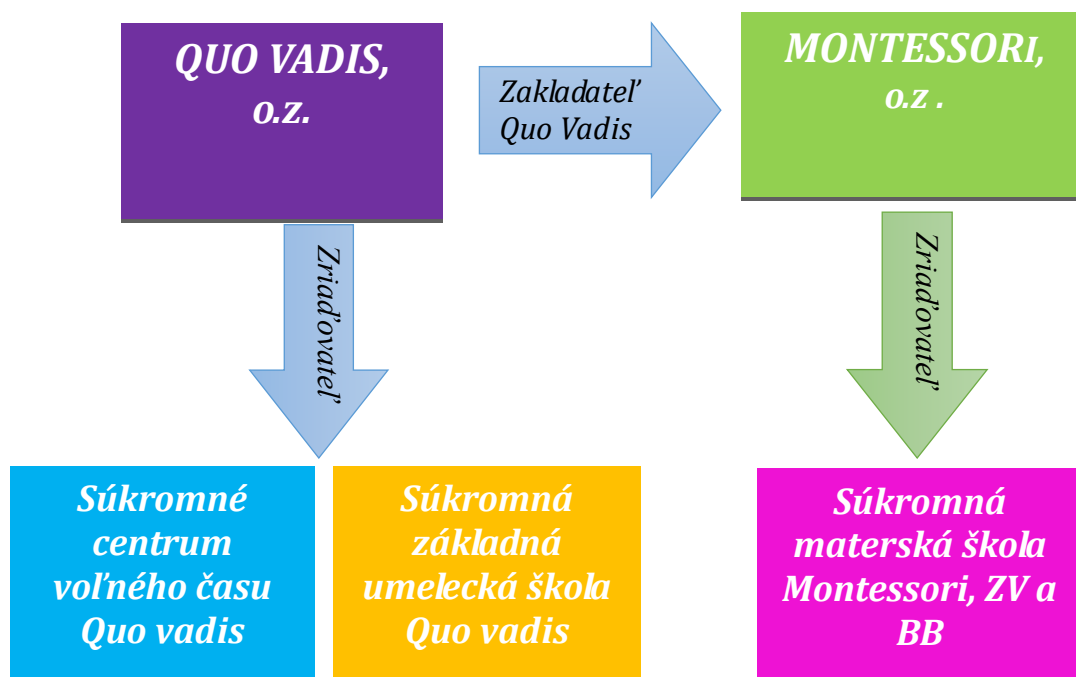 QUO VADIS,
o.z.
Zakladateľ
Quo Vadis
MONTESSORI,
o.z .
Zriaďovateľ
Zriaďovateľ
Súkromné
centrum
voľného času
Quo vadis
Súkromná
základná
umelecká škola
Quo vadis
Súkromná
materská škola
Montessori, ZV a
BB